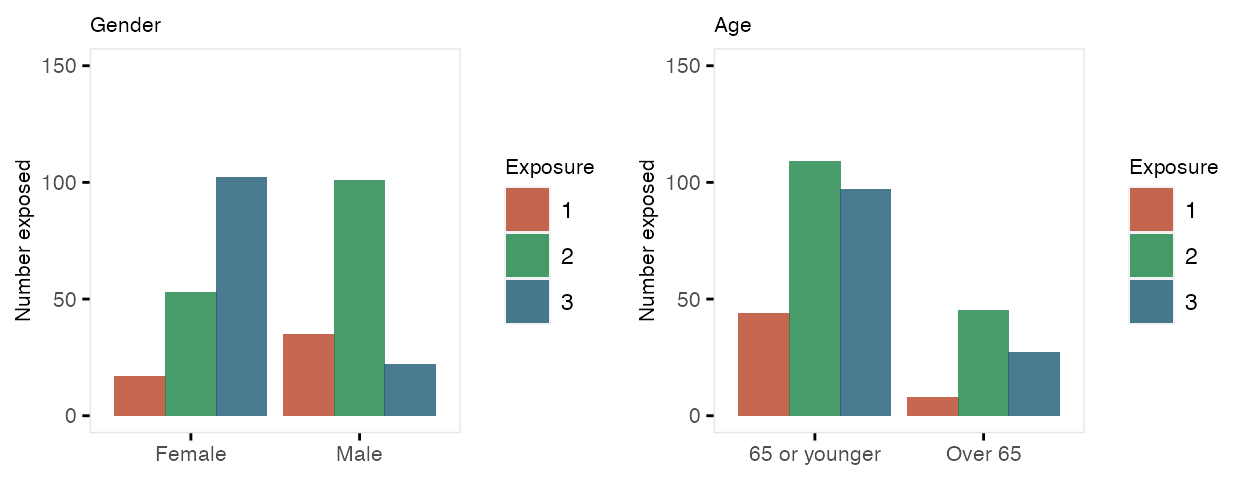 Gender
150
100
50
0
Number exposed
Female Male
Exposure
1
2
3
Age
150
100
50
0
Number exposed
65 or younger Over 65
Exposure
1
2
3